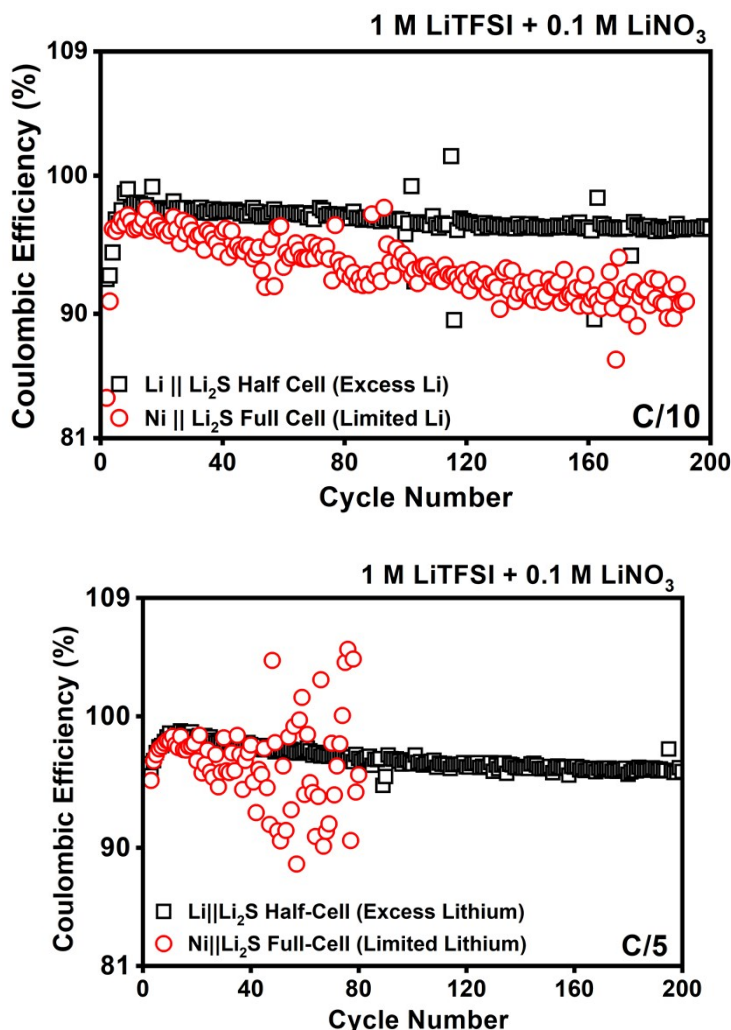 1 M LiTFSI + 0.1 M LiNO₃
109
100
90
81
Coulombic Efficiency (%)
Li || Li₂S Half Cell (Excess Li)
Ni || Li₂S Full Cell (Limited Li)
C/10
0 40 80 120 160 200
Cycle Number
1 M LiTFSI + 0.1 M LiNO₃
109
100
90
81
Coulombic Efficiency (%)
Li||Li₂S Half-Cell (Excess Lithium)
Ni||Li₂S Full-Cell (Limited Lithium)
C/5
0 40 80 120 160 200
Cycle Number